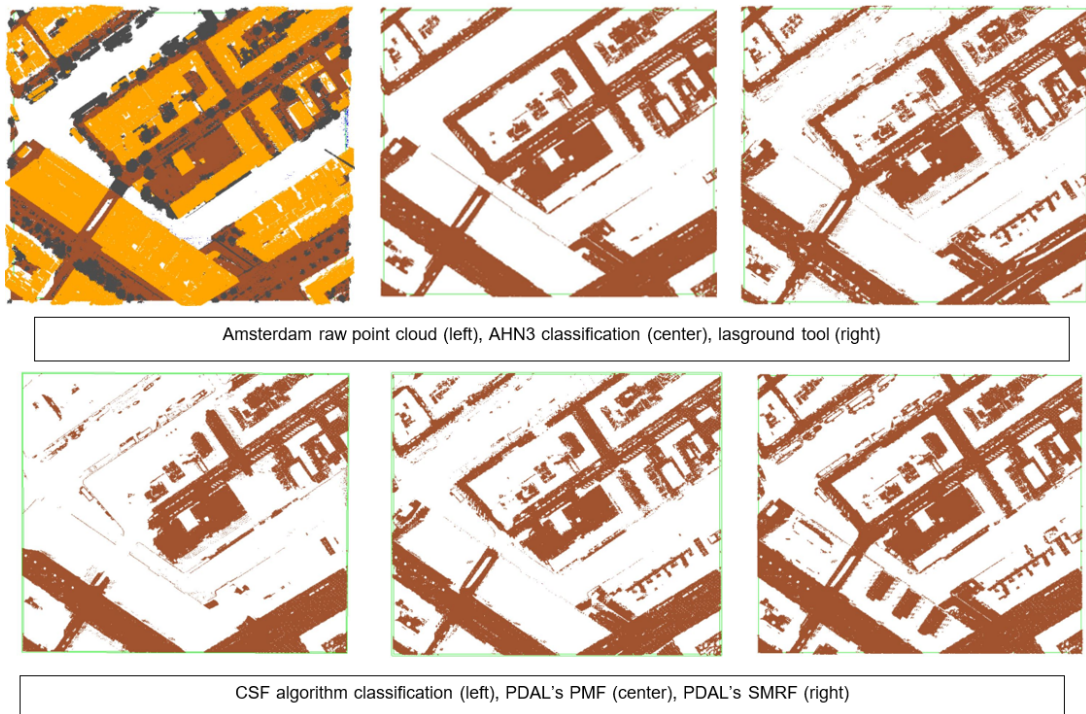 Amsterdam raw point cloud (left), AHN3 classification (center), lasground tool (right)
CSF algorithm classification (left), PDAL’s PMF (center), PDAL’s SMRF (right)